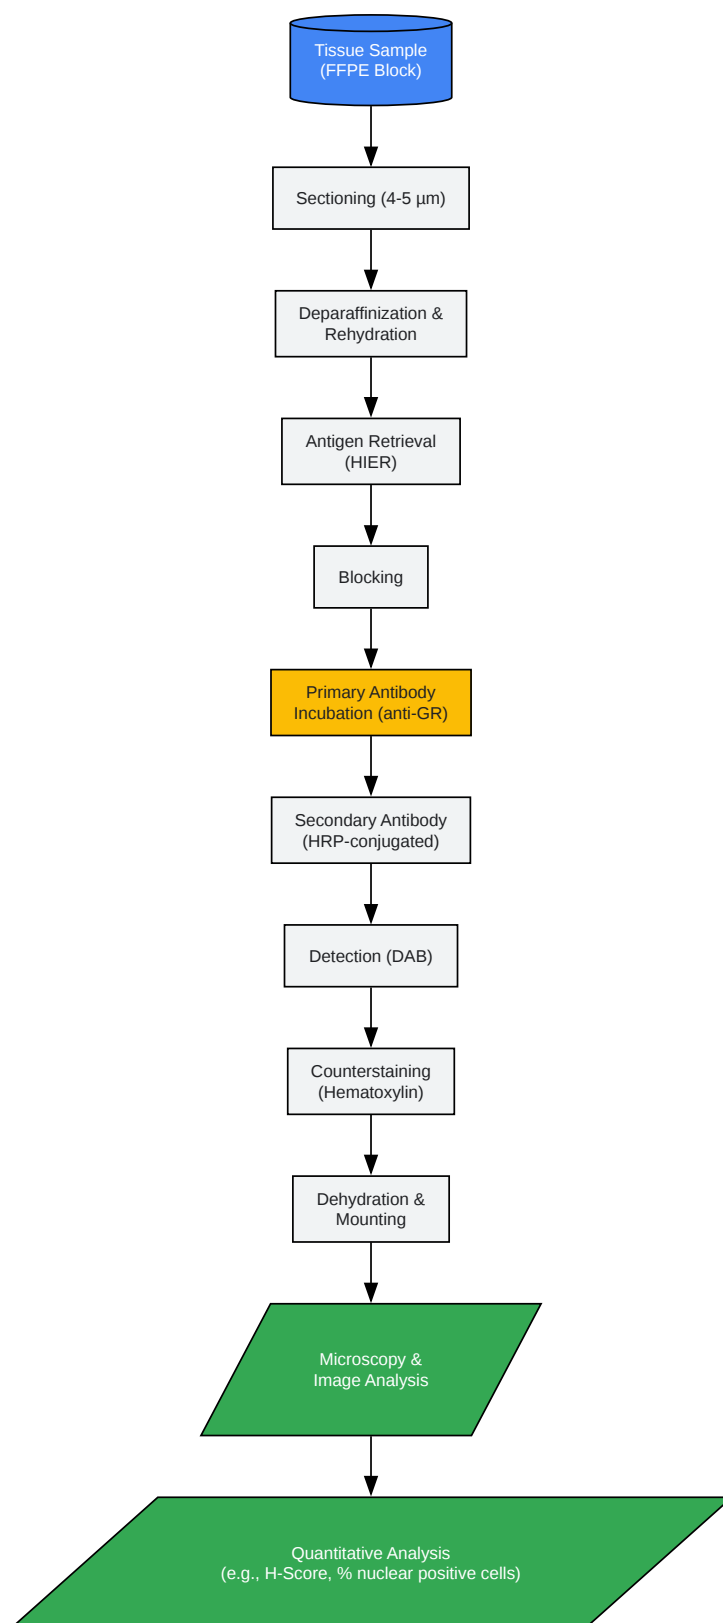 Tissue Sample
(FFPE Block)
Sectioning (4-5 µm)
Deparaffinization &
Rehydration
Antigen Retrieval
(HIER)
Blocking
Primary Antibody
Incubation (anti-GR)
Secondary Antibody
(HRP-conjugated)
Detection (DAB)
Counterstaining
(Hematoxylin)
Dehydration &
Mounting
Microscopy &
Image Analysis
Quantitative Analysis
(e.g., H-Score, % nuclear positive cells)